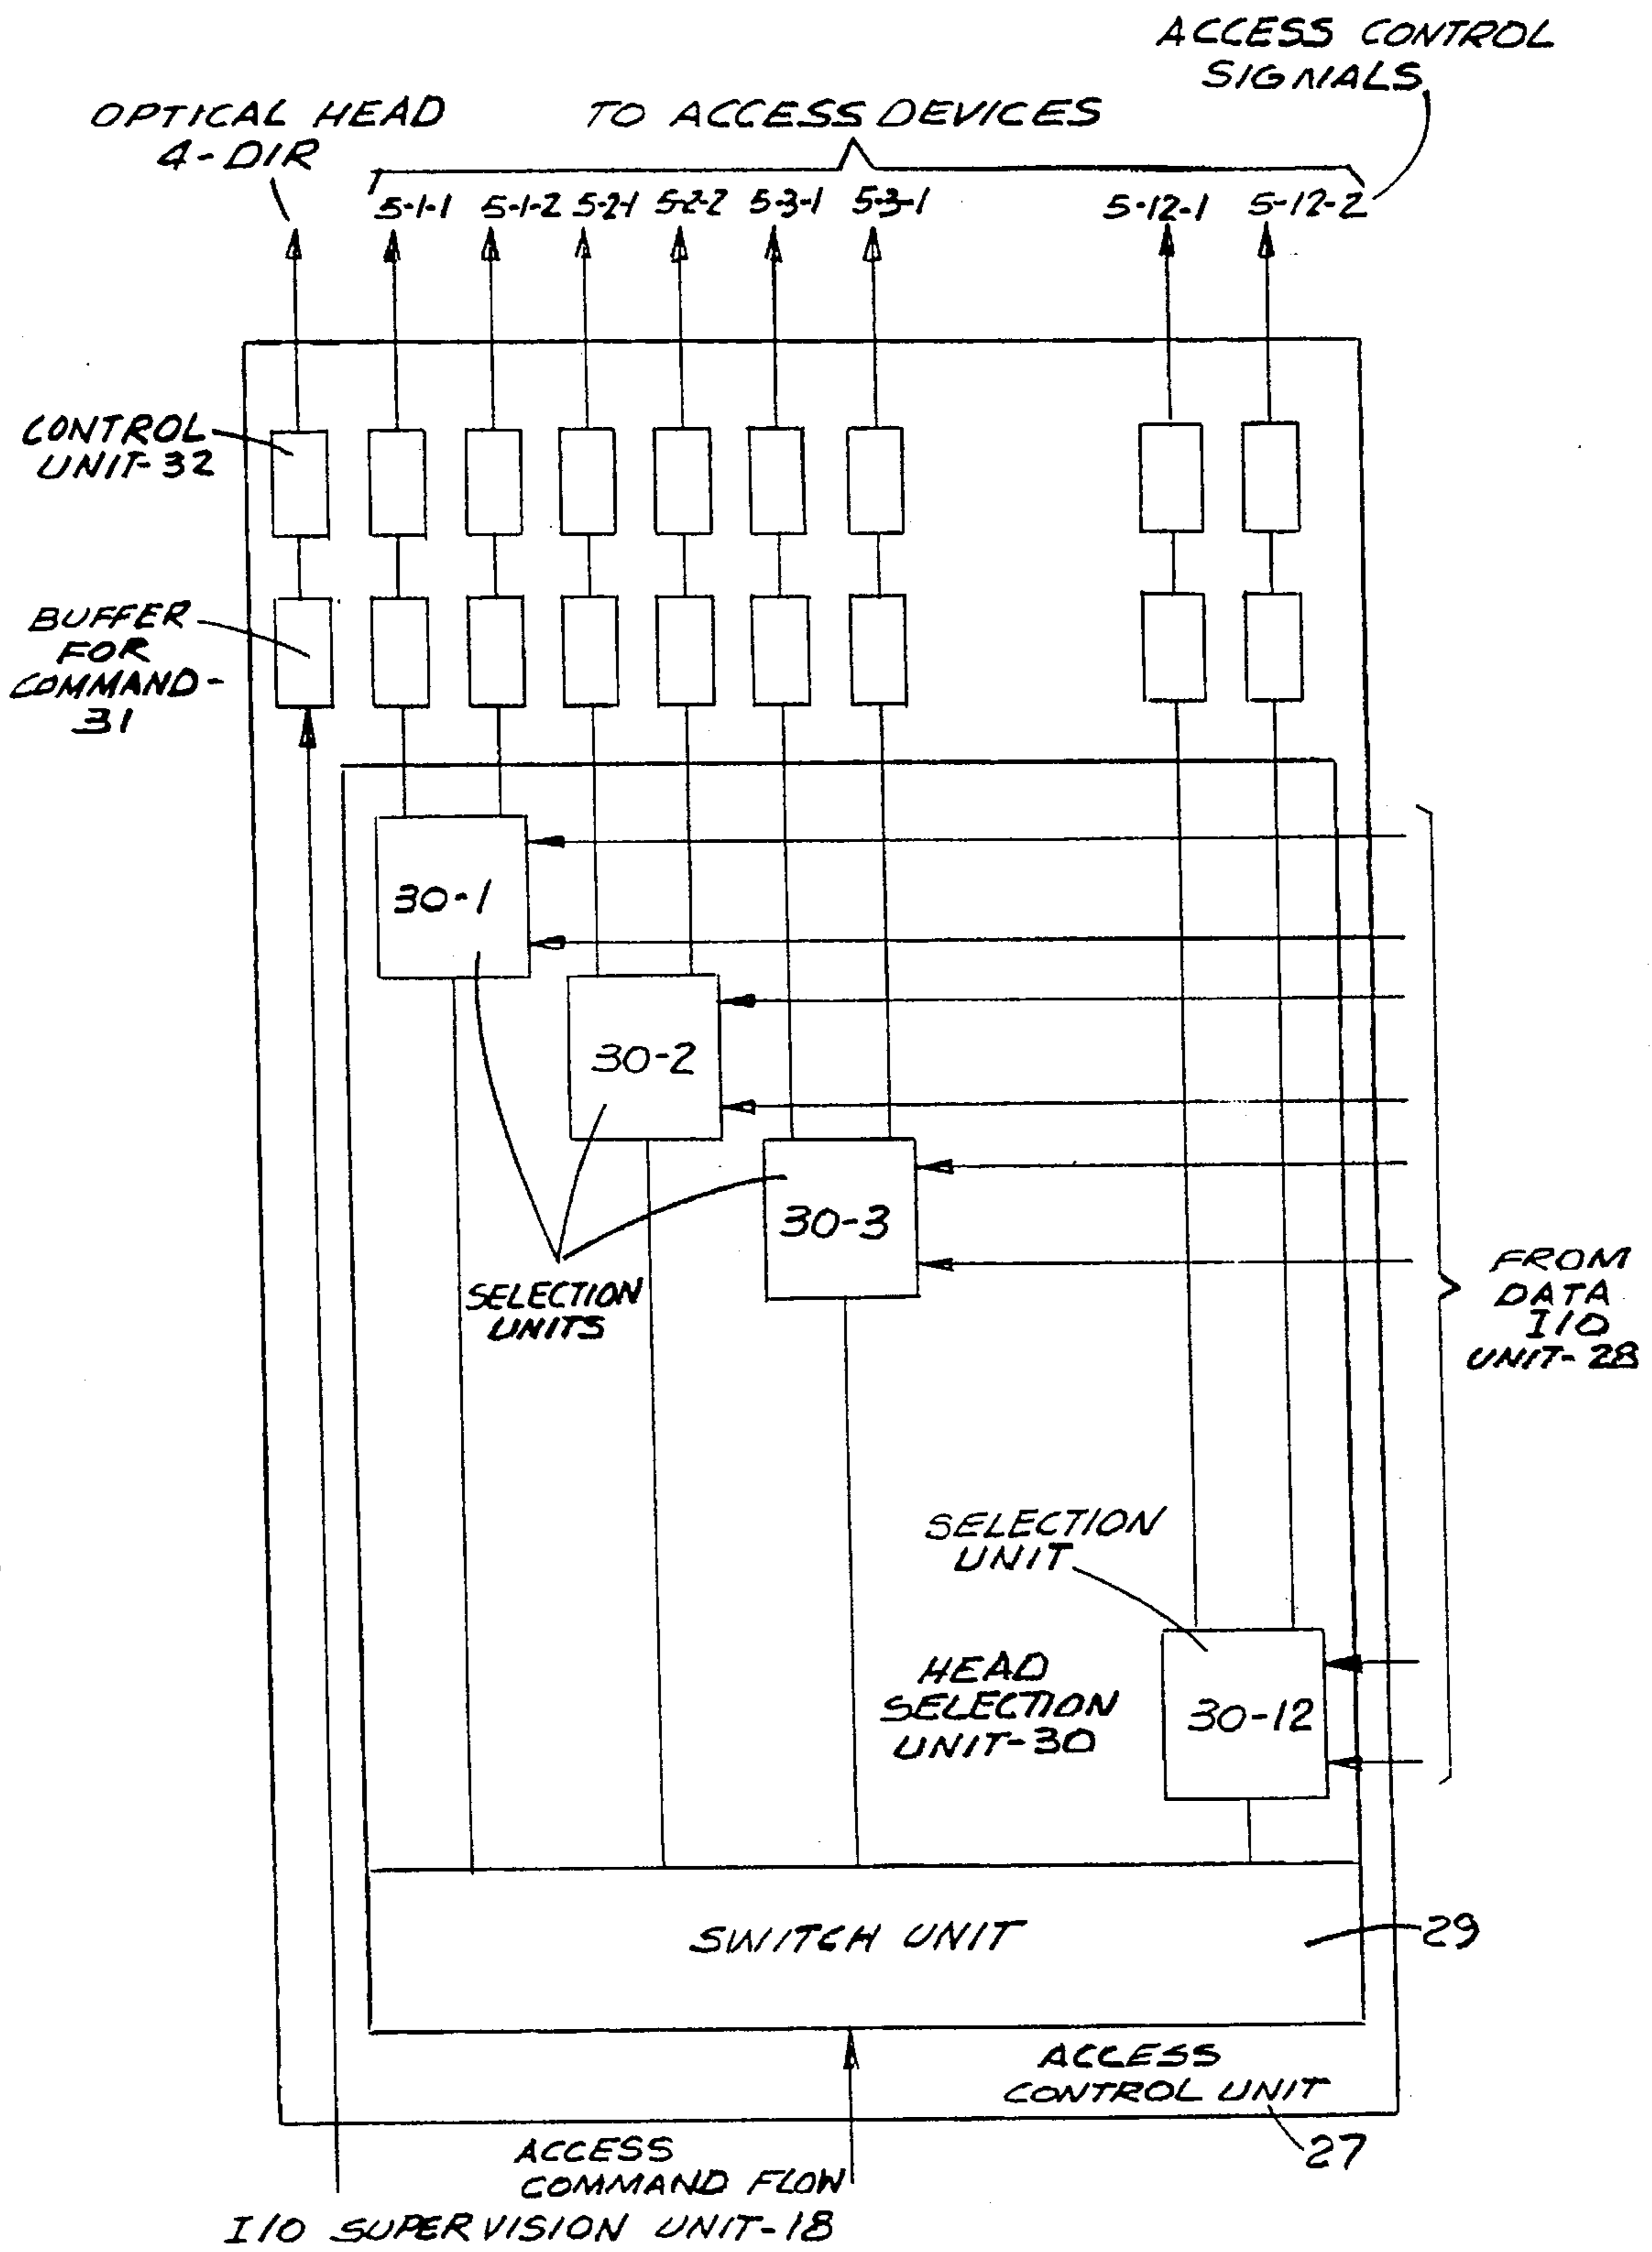 ACCESS CONTROL
SIGNALS
OPTICAL HEAD
4-DIR
TO ACCESS DEVICES
5-1-1 5-1-2 5-2-1 5-2-2 5-3-1 5-3-1 5-12-1 5-12-2
CONTROL
UNIT-32
BUFFER
FOR
COMMAND-
31
30-1
30-2
30-3
SELECTION
UNITS
FROM
DATA
I/O
UNIT-28
SELECTION
UNIT
HEAD
SELECTION
UNIT-30
30-12
SWITCH UNIT
29
ACCESS
CONTROL UNIT
27
ACCESS
COMMAND FLOW
I/O SUPERVISION UNIT-18